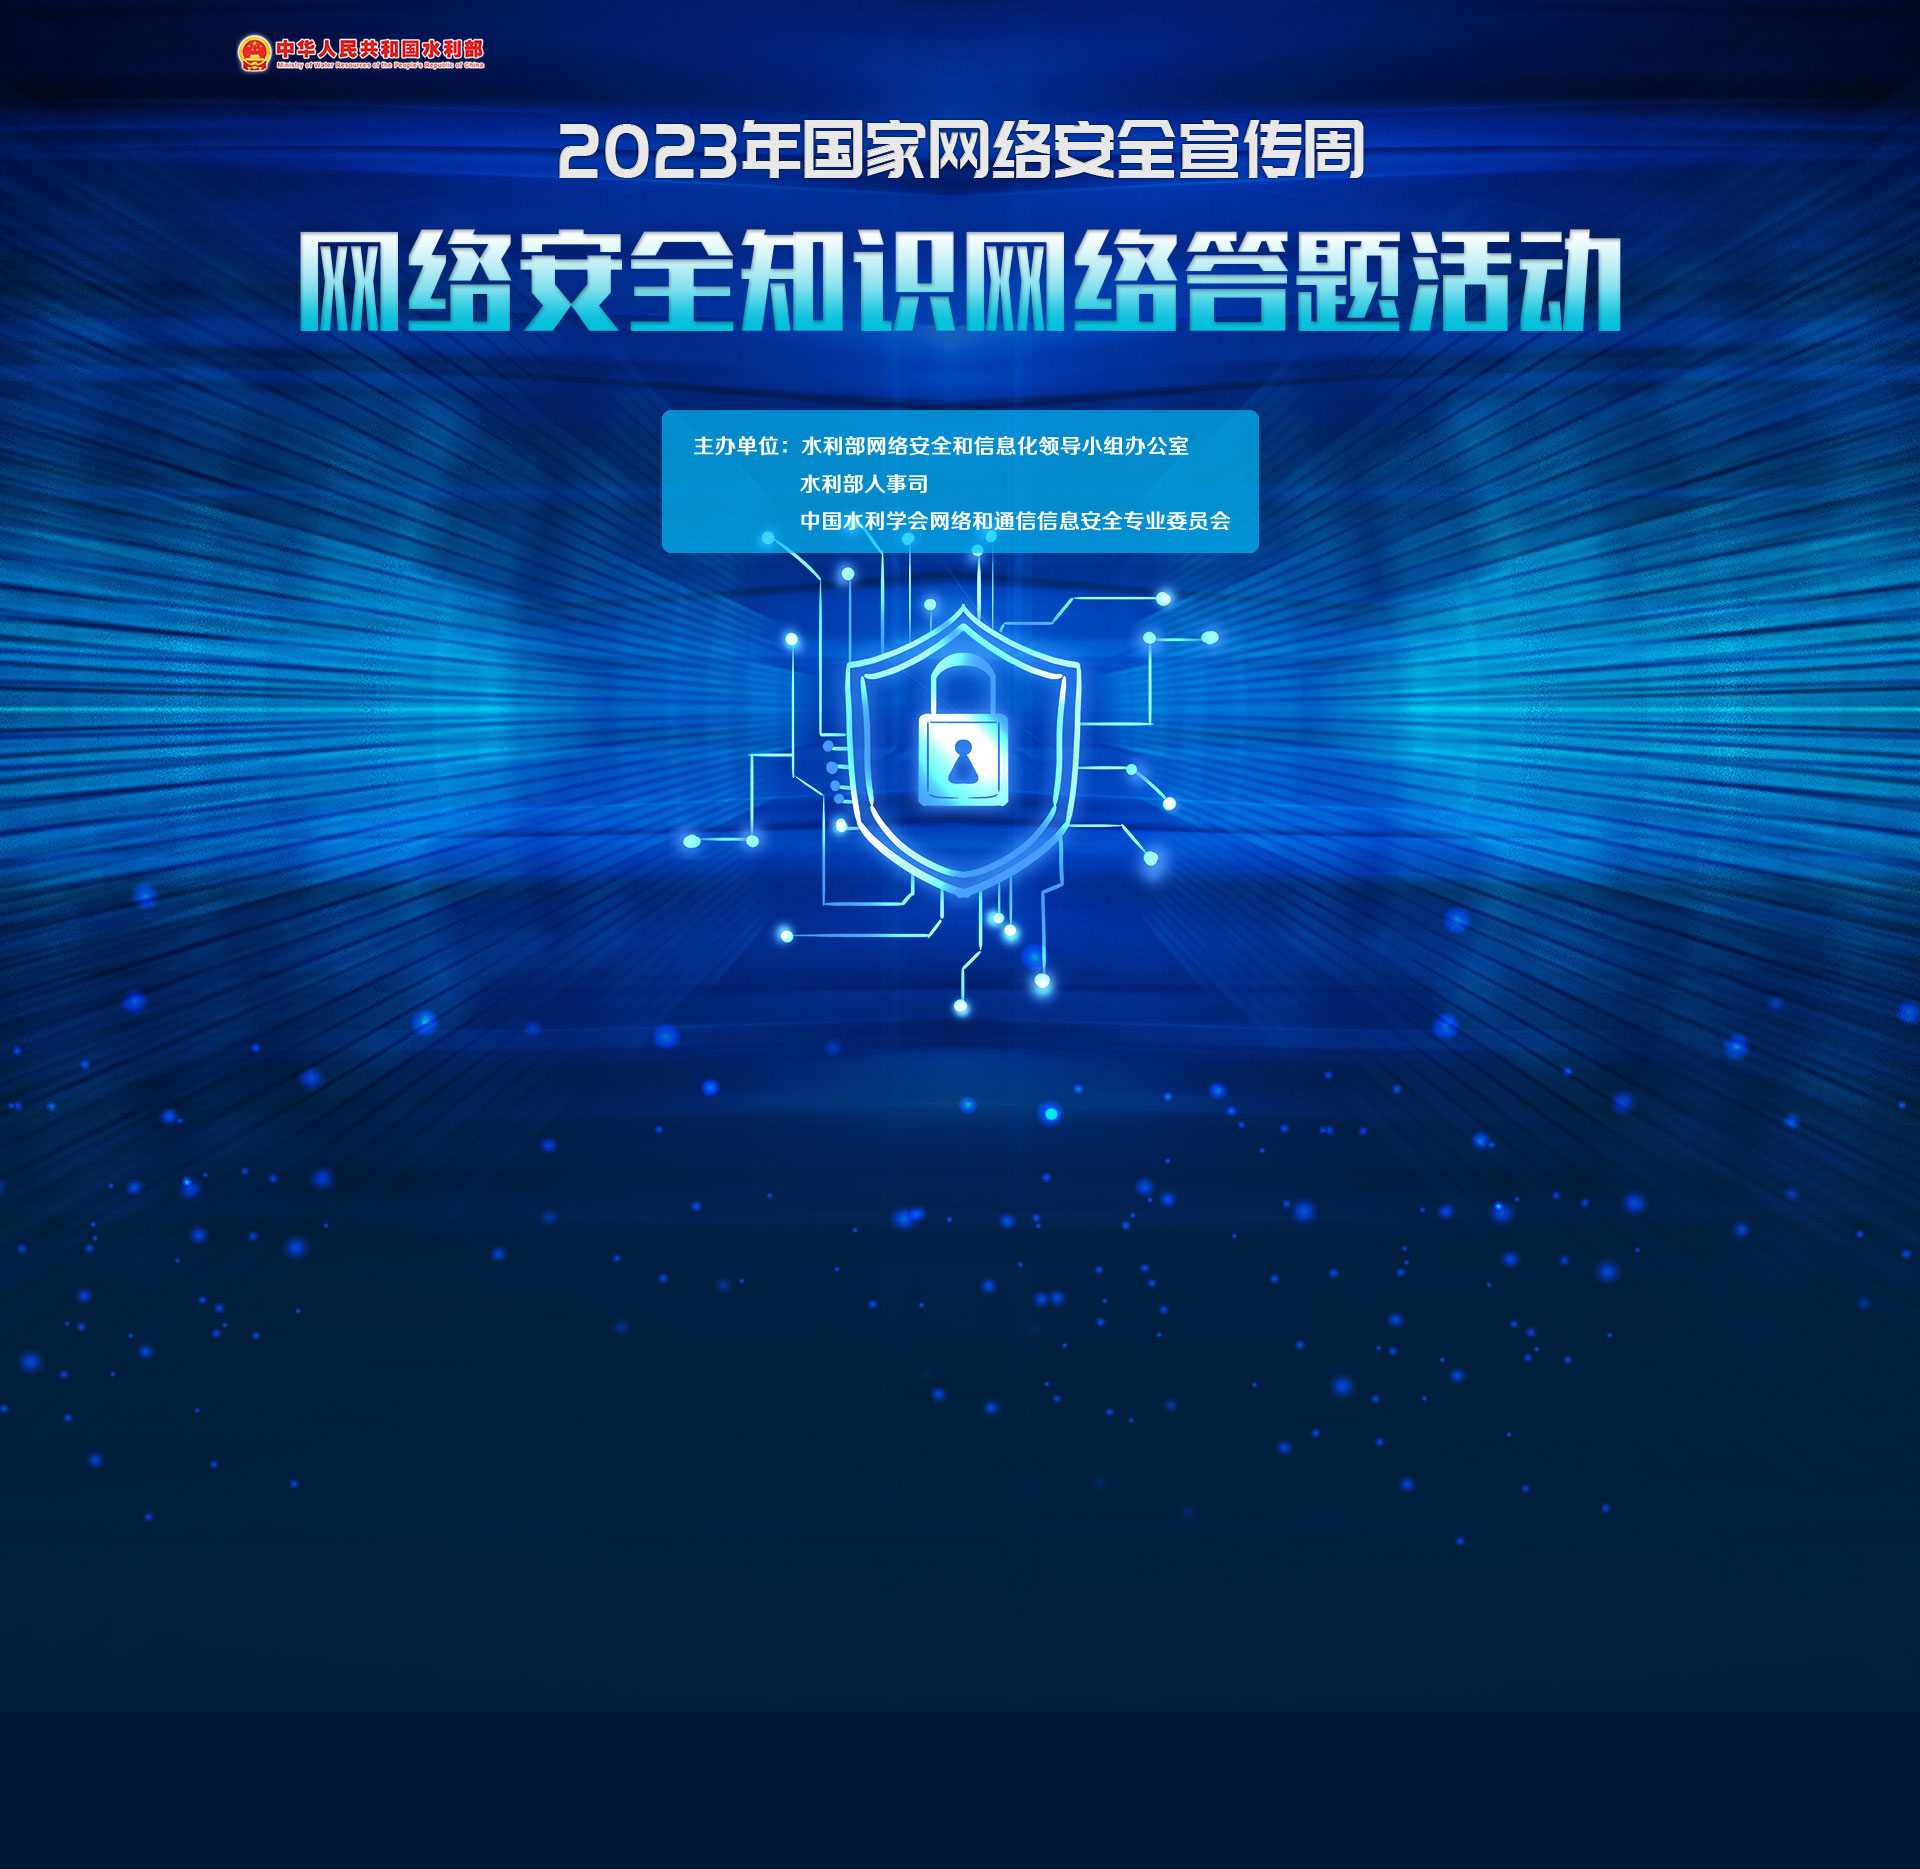 中华人民共和国水利部
Ministry of Water Resources of the People's Republic of China
2023年国家网络安全宣传周
网络安全知识网络答题活动
主办单位：水利部网络安全和信息化领导小组办公室
水利部人事司
中国水利学会网络和通信信息安全专业委员会